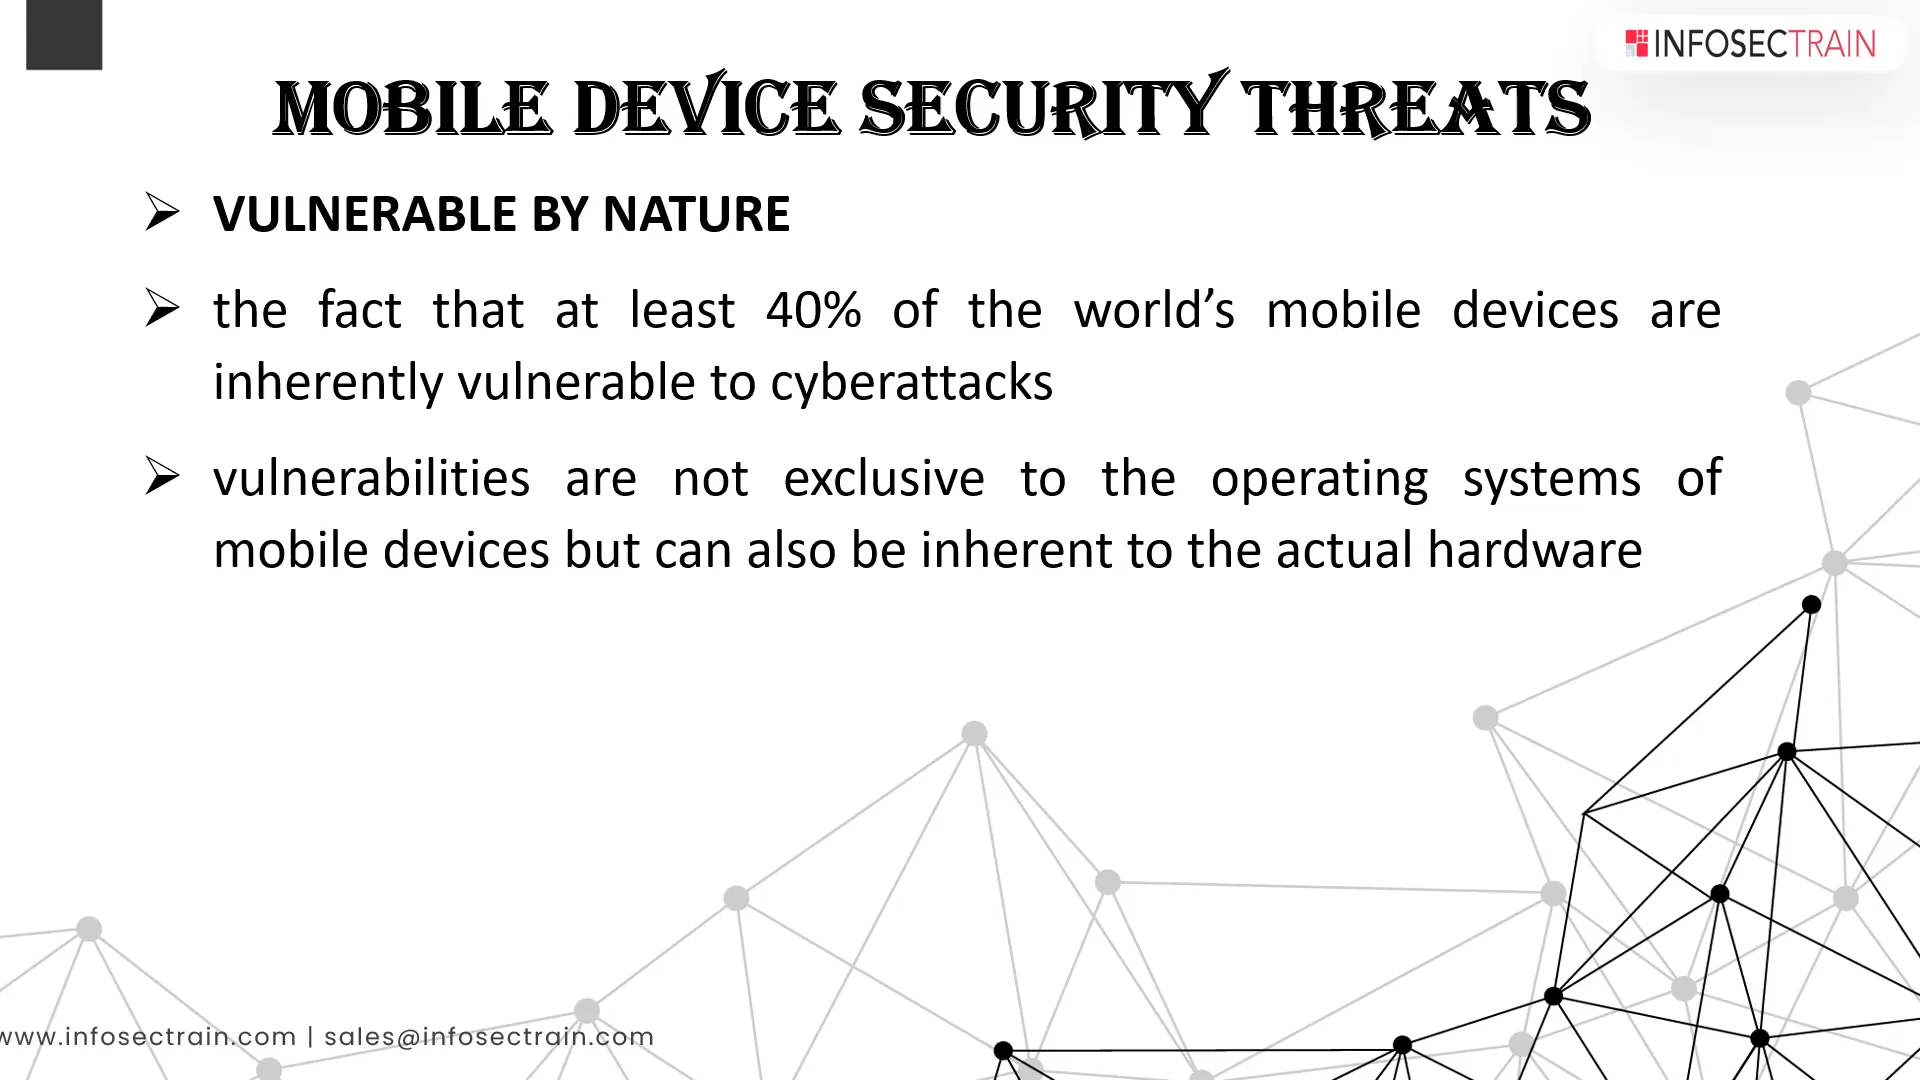 INFOSECTRAIN
MOBILE DEVICE SECURITY THREATS
VULNERABLE BY NATURE
the fact that at least 40% of the world’s mobile devices are
inherently vulnerable to cyberattacks
vulnerabilities are not exclusive to the operating systems of
mobile devices but can also be inherent to the actual hardware
www.infosectrain.com | sales@infosectrain.com